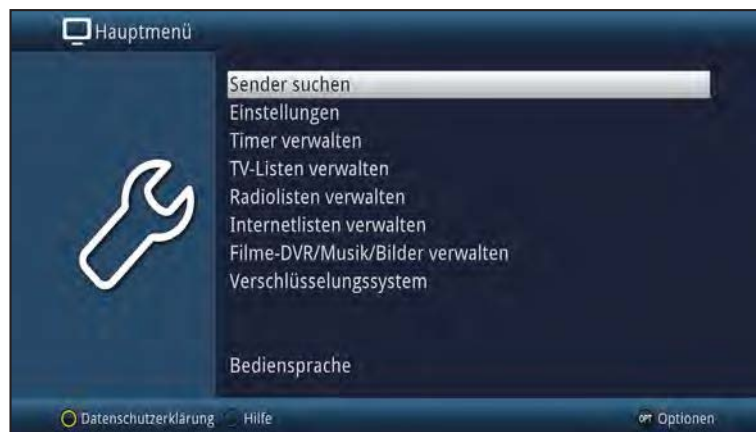 Hauptmenü
Sender suchen
Einstellungen
Timer verwalten
TV-Listen verwalten
Radiolisten verwalten
Internetlisten verwalten
Filme-DVR/Musik/Bilder verwalten
Verschlüsselungssystem
Bediensprache
Datenschutzerklärung Hilfe OPT Optionen